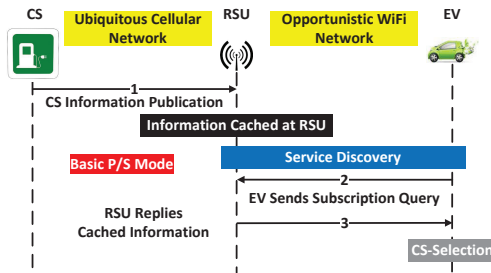 CS
Ubiquitous Cellular
Network
RSU
Opportunistic WiFi
Network
EV
1
CS Information Publication
Information Cached at RSU
Basic P/S Mode
Service Discovery
2
EV Sends Subscription Query
RSU Replies
Cached Information
3
CS-Selection